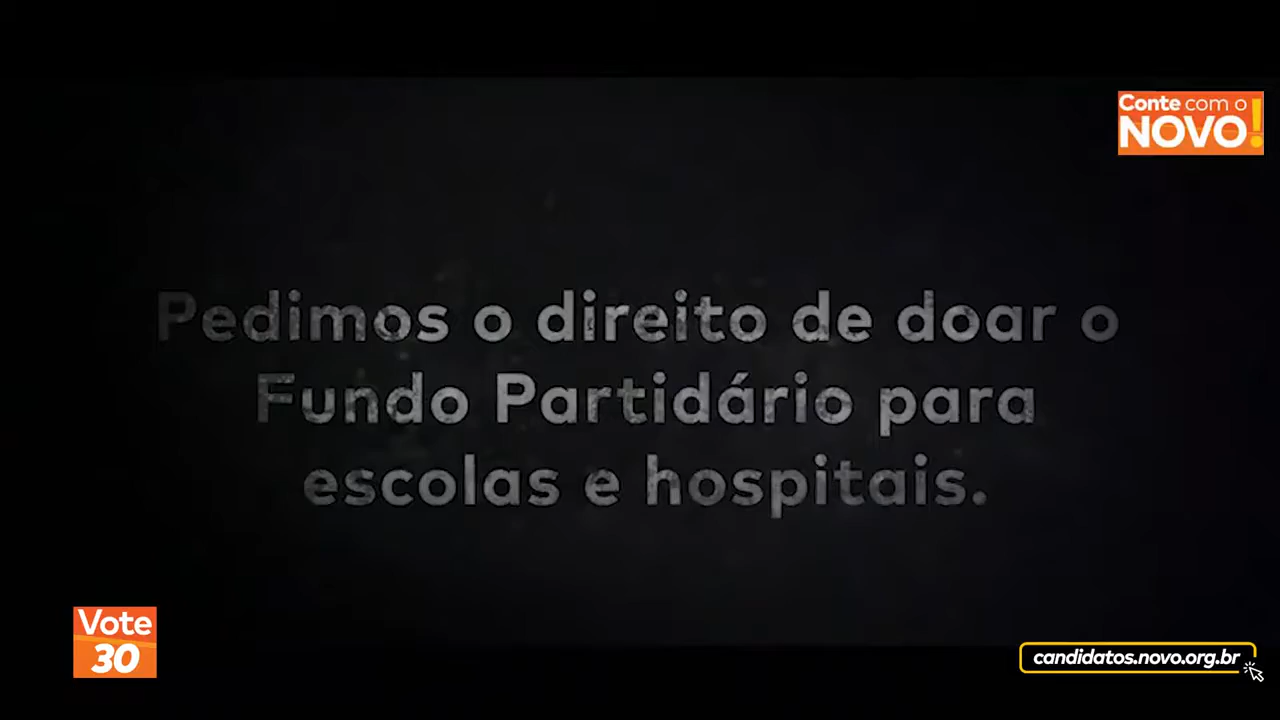 Conte com o
NOVO!
Pedimos o direito de doar o
Fundo Partidário para
escolas e hospitais.
Vote
30
candidatos.novo.org.br